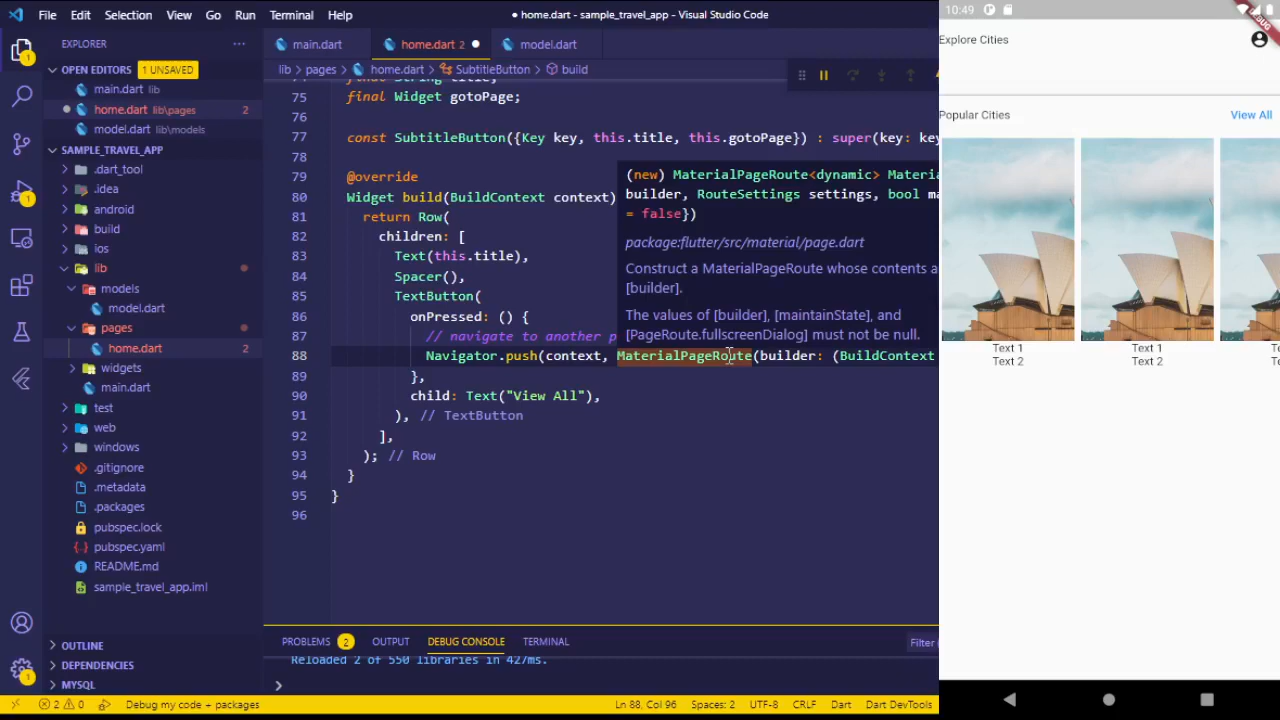 File Edit Selection View Go Run Terminal Help
● home.dart - sample_travel_app - Visual Studio Code
10:49
DEBUG
EXPLORER
main.dart
home.dart 2
model.dart
Explore Cities
OPEN EDITORS 1 UNSAVED
lib > pages > home.dart > SubtitleButton > build
main.dart lib
home.dart lib\pages 2
model.dart lib\models
SAMPLE_TRAVEL_APP
.dart_tool
.idea
android
build
ios
lib
models
model.dart
pages
home.dart 2
widgets
main.dart
test
web
windows
.gitignore
.metadata
.packages
pubspec.lock
pubspec.yaml
README.md
sample_travel_app.iml
OUTLINE
DEPENDENCIES
MYSQL
75 final Widget gotoPage;
76
77 const SubtitleButton({Key key, this.title, this.gotoPage}) : super(key: key
78
79 @override
80 Widget build(BuildContext context)
81 return Row(
82 children: [
83 Text(this.title),
84 Spacer(),
85 TextButton(
86 onPressed: () {
87 // navigate to another p
88 Navigator.push(context, MaterialPageRoute(builder: (BuildContext
89 },
90 child: Text("View All"),
91 ), // TextButton
92 ],
93 ); // Row
94 }
95 }
96
(new) MaterialPageRoute<dynamic> Materia
builder, RouteSettings settings, bool ma
= false})
package:flutter/src/material/page.dart
Construct a MaterialPageRoute whose contents a
[builder].
The values of [builder], [maintainState], and
[PageRoute.fullscreenDialog] must not be null.
PROBLEMS 2 OUTPUT DEBUG CONSOLE TERMINAL Filter
Reloaded 2 of 550 libraries in 427ms.
Popular Cities View All
Text 1 Text 1
Text 2 Text 2
2 0 Debug my code + packages Ln 88, Col 96 Spaces: 2 UTF-8 CRLF Dart Dart DevTools